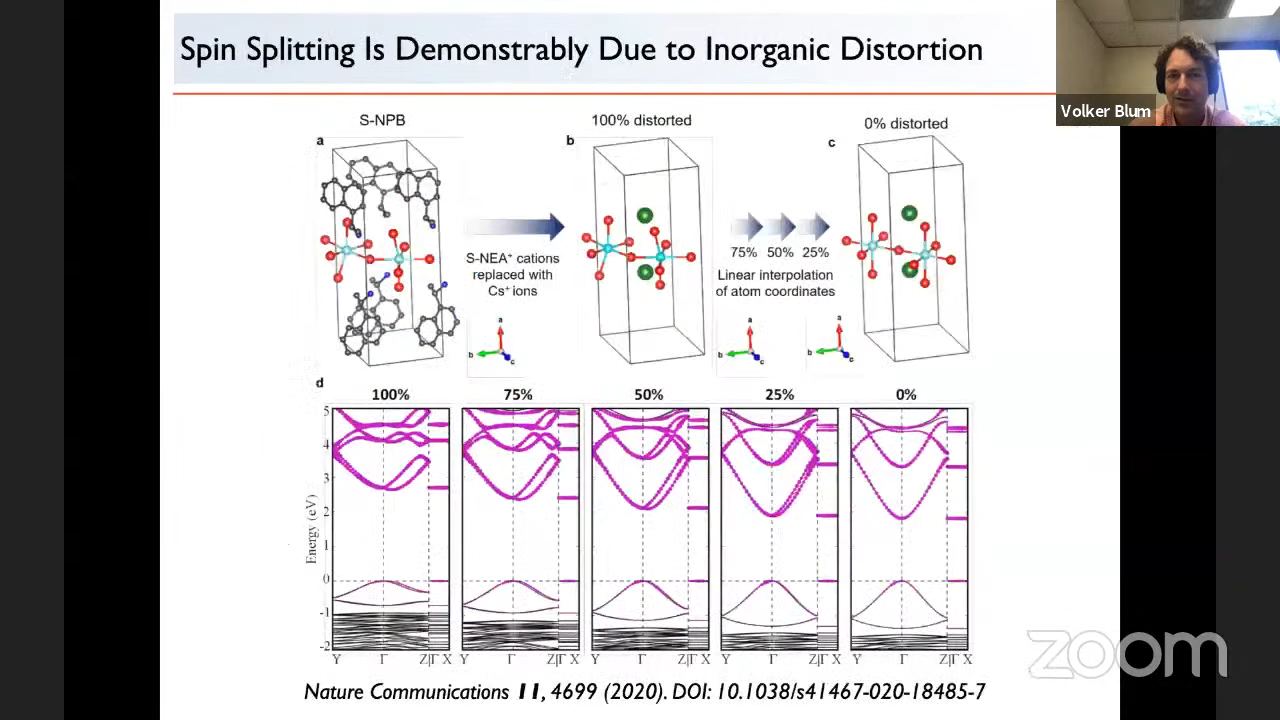 Spin Splitting Is Demonstrably Due to Inorganic Distortion
Volker Blum
S-NPB
100% distorted
0% distorted
a
b
c
S-NEA⁺ cations
replaced with
Cs⁺ ions
75% 50% 25%
Linear interpolation
of atom coordinates
a
b
c
a
b
c
a
b
c
d
100%
75%
50%
25%
0%
Energy (eV)
5
4
3
2
1
0
-1
-2
Y Γ Z|Γ X
Y Γ Z|Γ X
Y Γ Z|Γ X
Y Γ Z|Γ X
Y Γ Z|Γ X
Nature Communications 11, 4699 (2020). DOI: 10.1038/s41467-020-18485-7
zoom